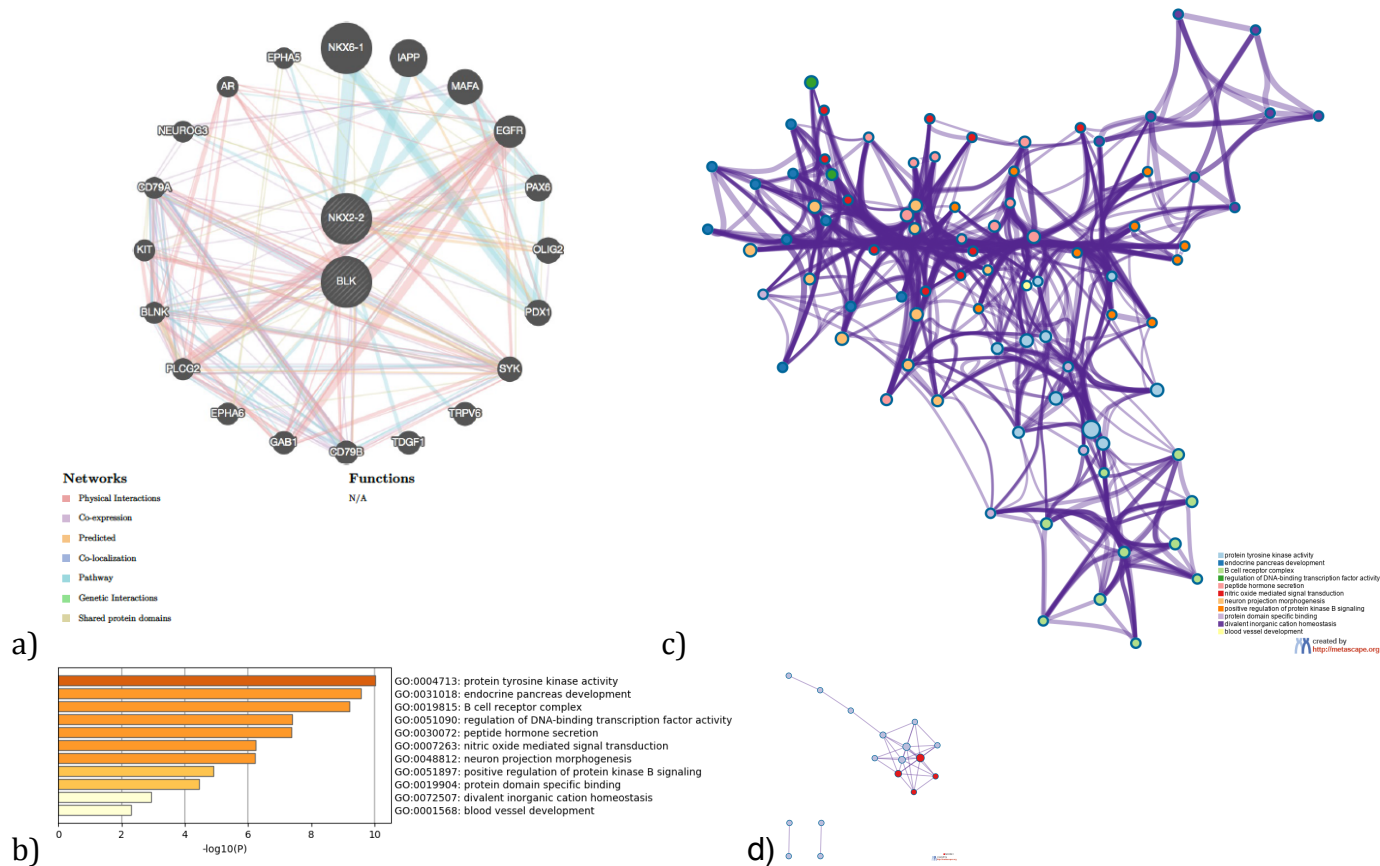 NKX6-1
EPHA5
IAPP
AR
MAFA
NEUROG3
EGFR
CD79A
PAX6
NKX2-2
KIT
OLIG2
BLK
BLNK
PDX1
PLCG2
SYK
EPHA6
TRPV6
GAB1
TDGF1
CD79B
Networks
Physical Interactions
Co-expression
Predicted
Co-localization
Pathway
Genetic Interactions
Shared protein domains
Functions
N/A
a)
protein tyrosine kinase activity
endocrine pancreas development
B cell receptor complex
regulation of DNA-binding transcription factor activity
peptide hormone secretion
nitric oxide mediated signal transduction
neuron projection morphogenesis
positive regulation of protein kinase B signaling
protein domain specific binding
divalent inorganic cation homeostasis
blood vessel development
created by
http://metascape.org
c)
GO:0004713: protein tyrosine kinase activity
GO:0031018: endocrine pancreas development
GO:0019815: B cell receptor complex
GO:0051090: regulation of DNA-binding transcription factor activity
GO:0030072: peptide hormone secretion
GO:0007263: nitric oxide mediated signal transduction
GO:0048812: neuron projection morphogenesis
GO:0051897: positive regulation of protein kinase B signaling
GO:0019904: protein domain specific binding
GO:0072507: divalent inorganic cation homeostasis
GO:0001568: blood vessel development
0 2 4 6 8 10
-log10(P)
b)
d)